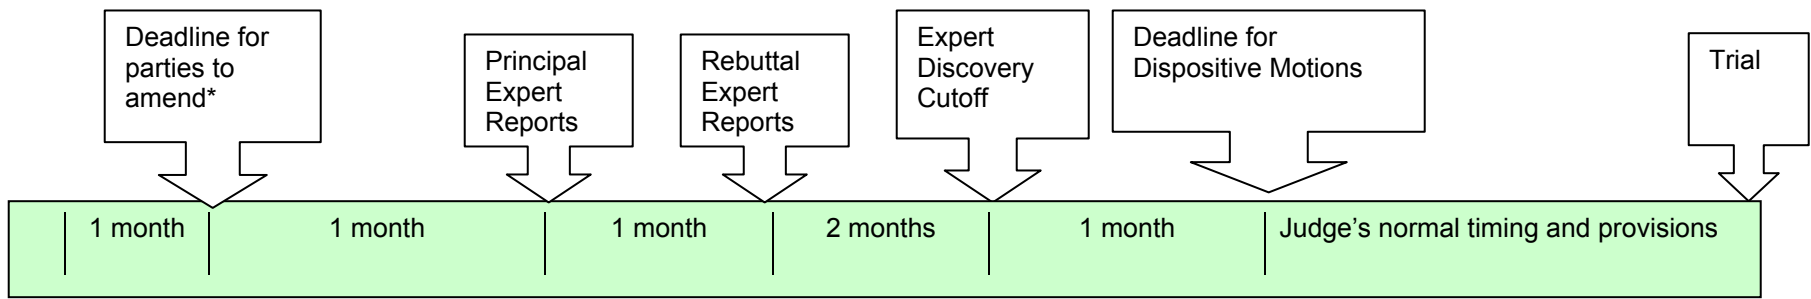 Deadline for
parties to
amend*
Principal
Expert
Reports
Rebuttal
Expert
Reports
Expert
Discovery
Cutoff
Deadline for
Dispositive Motions
Trial
1 month
1 month
1 month
2 months
1 month
Judge’s normal timing and provisions